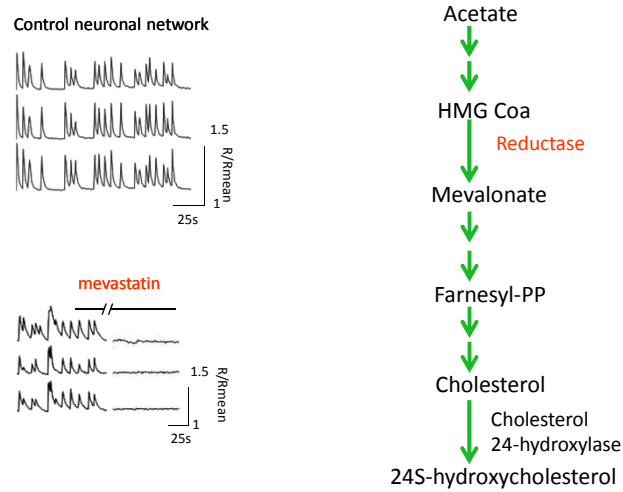 Control neuronal network
1.5
R/Rmean
1
25s
mevastatin
1.5
R/Rmean
1
25s
Acetate
HMG Coa
Reductase
Mevalonate
Farnesyl-PP
Cholesterol
Cholesterol
24-hydroxylase
24S-hydroxycholesterol